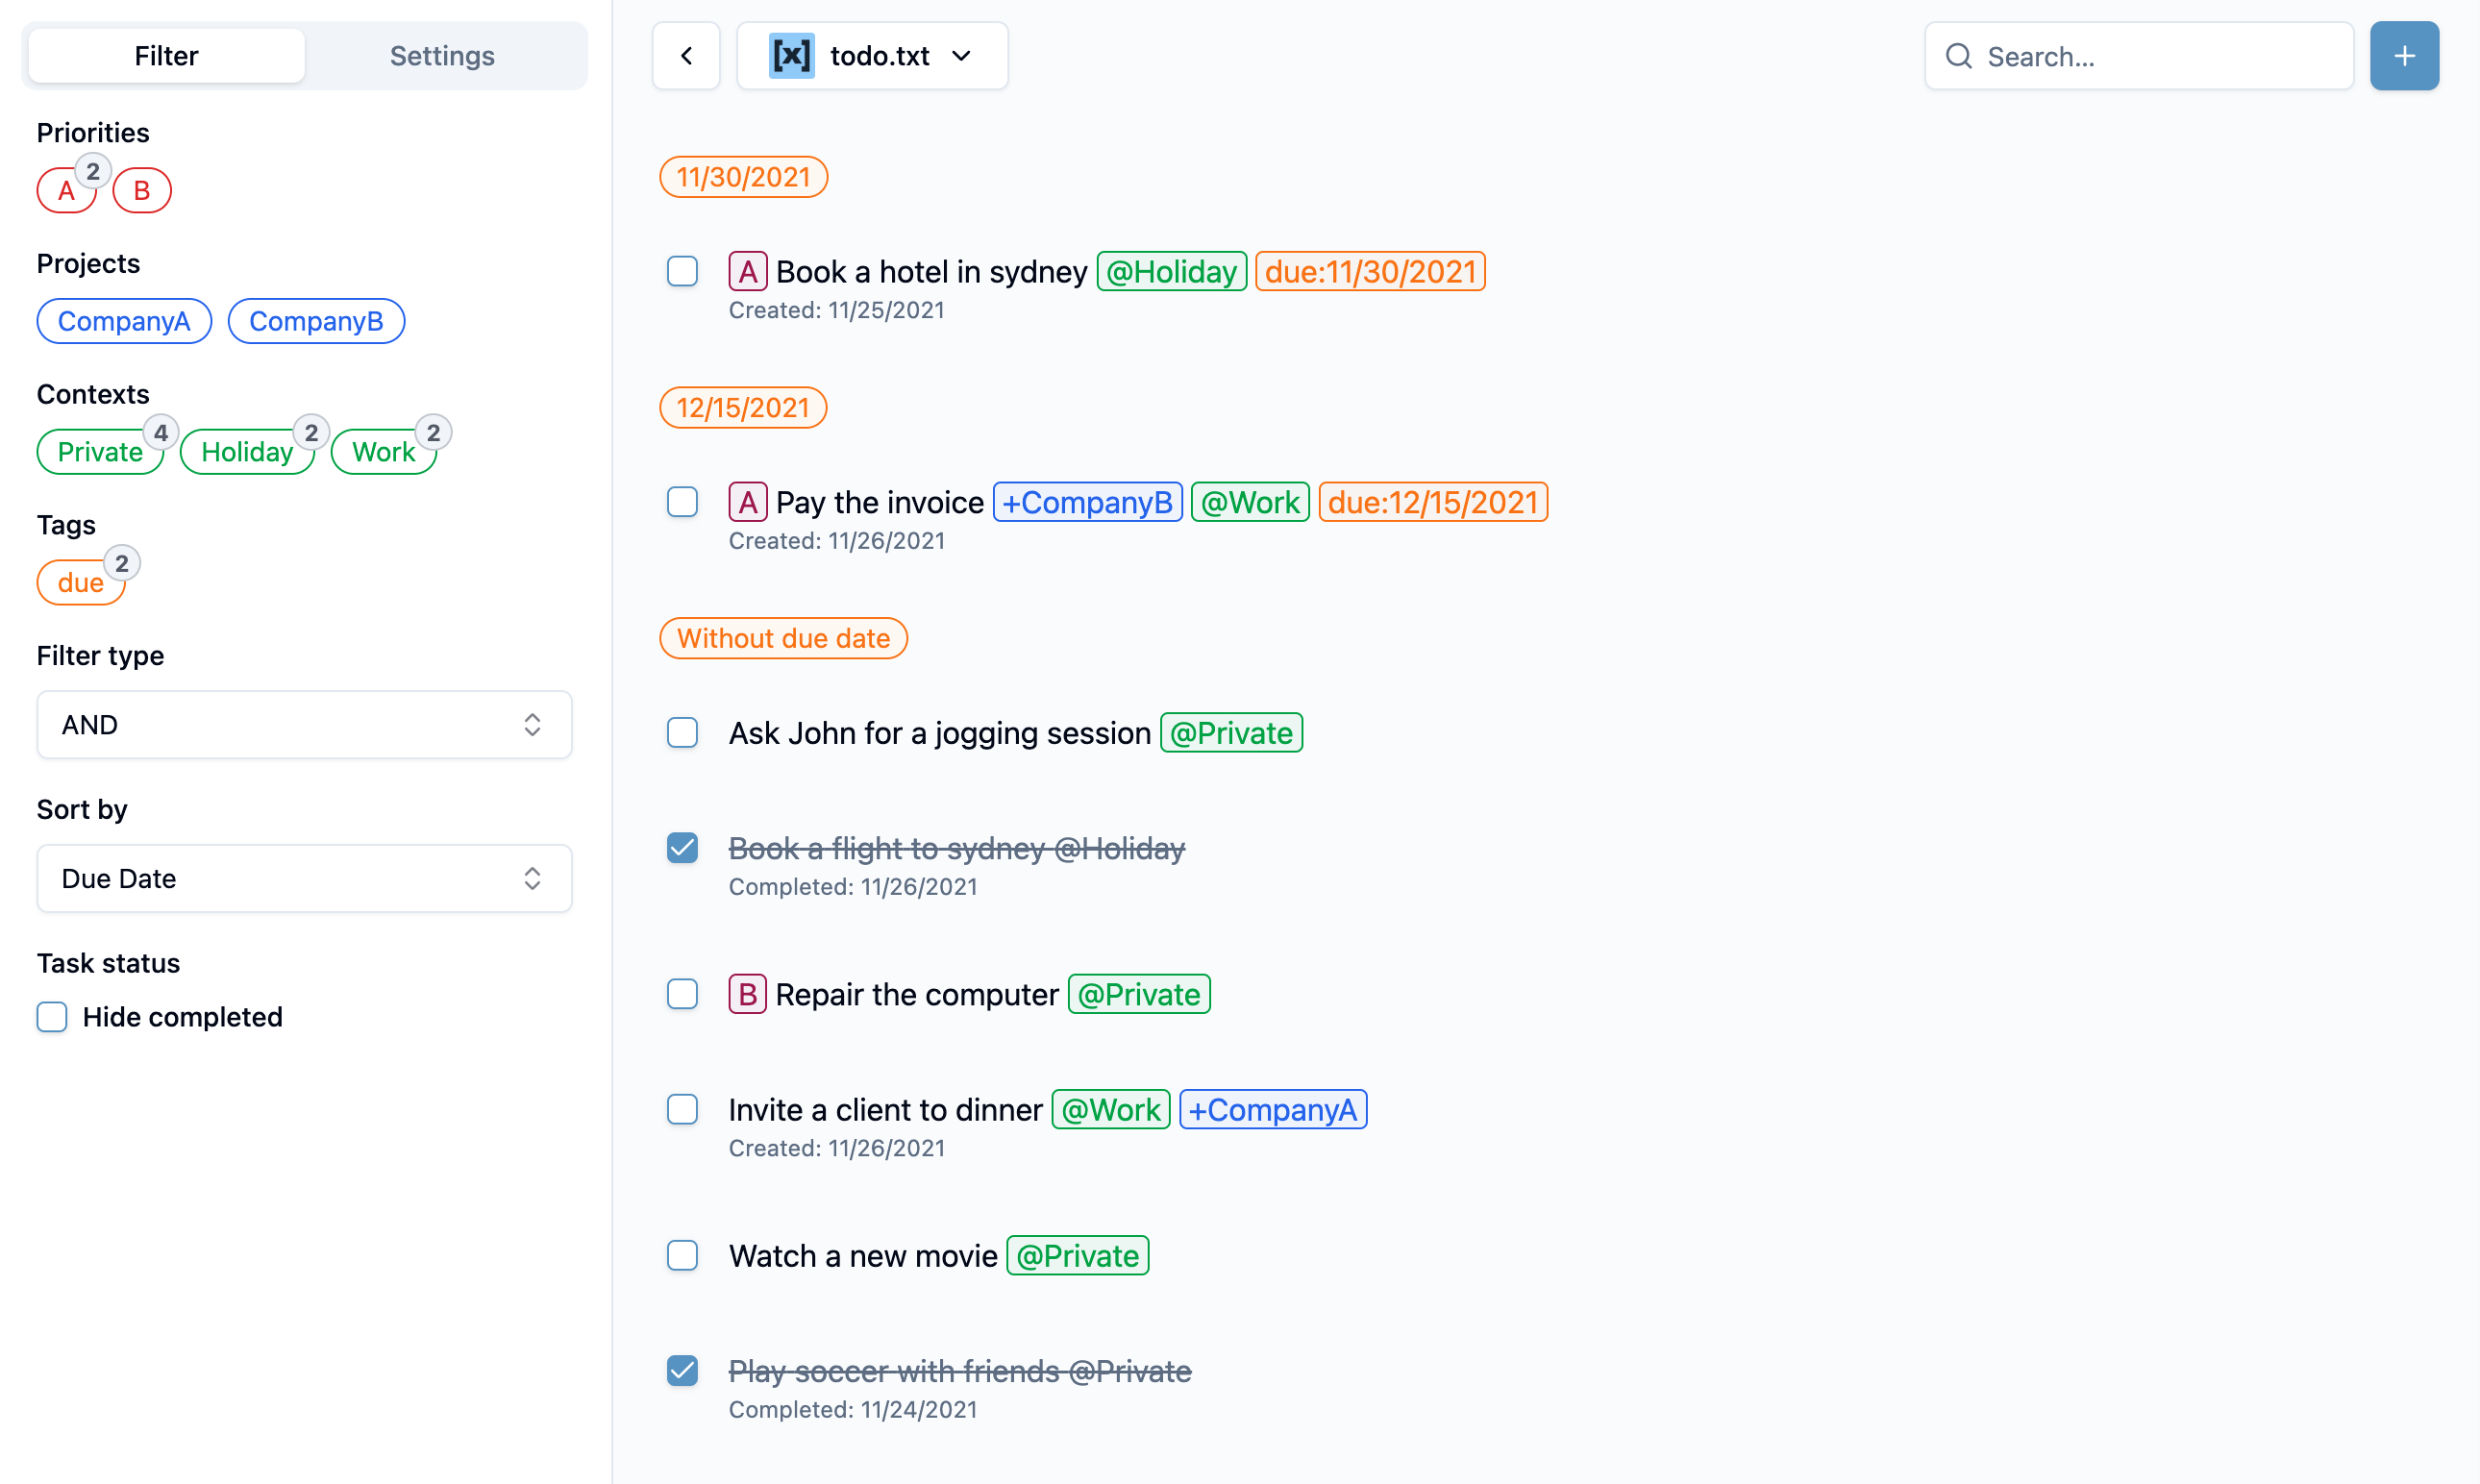 Filter Settings
Priorities
A 2 B
Projects
CompanyA CompanyB
Contexts
Private 4 Holiday 2 Work 2
Tags
due 2
Filter type
AND
Sort by
Due Date
Task status
Hide completed
[x] todo.txt Search...
11/30/2021
A Book a hotel in sydney @Holiday due:11/30/2021
Created: 11/25/2021
12/15/2021
A Pay the invoice +CompanyB @Work due:12/15/2021
Created: 11/26/2021
Without due date
Ask John for a jogging session @Private
Book a flight to sydney @Holiday
Completed: 11/26/2021
B Repair the computer @Private
Invite a client to dinner @Work +CompanyA
Created: 11/26/2021
Watch a new movie @Private
Play soccer with friends @Private
Completed: 11/24/2021